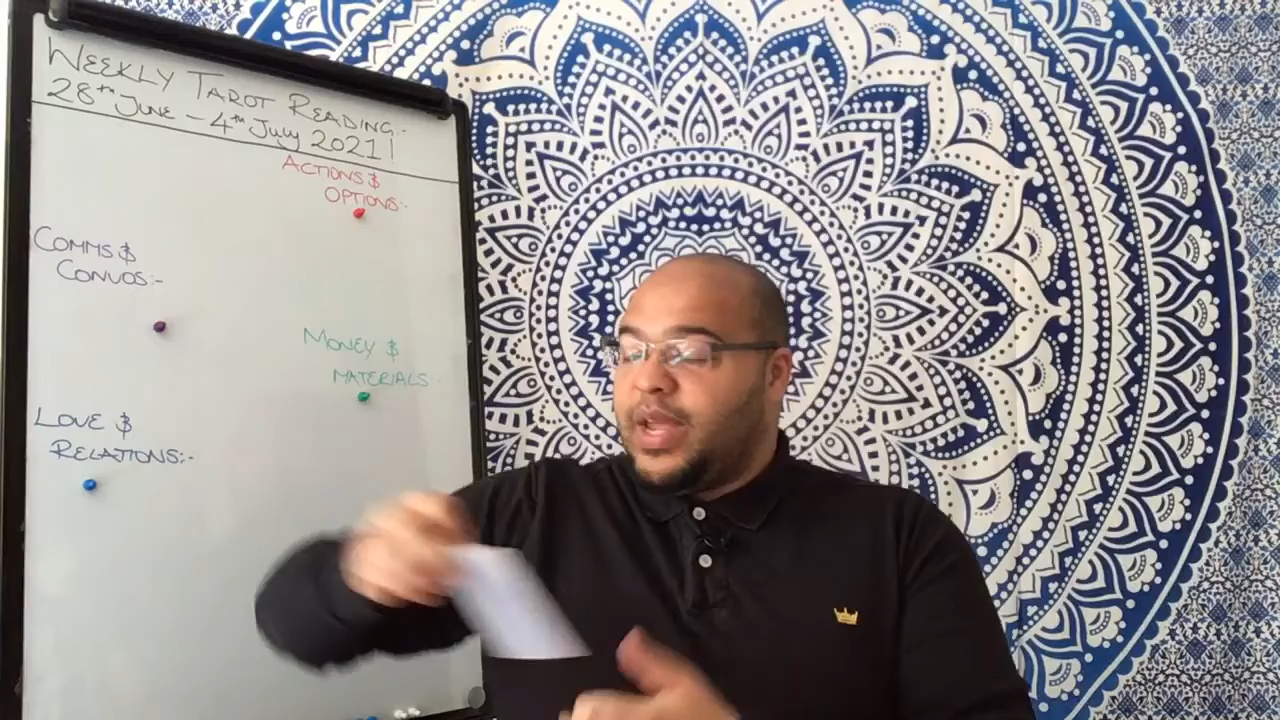 WEEKLY TAROT READING:-
28th JUNE - 4th JULY 2021!
ACTIONS &
OPTIONS:-
COMMS &
CONVOS:-
MONEY &
MATERIALS:-
LOVE &
RELATIONS:-